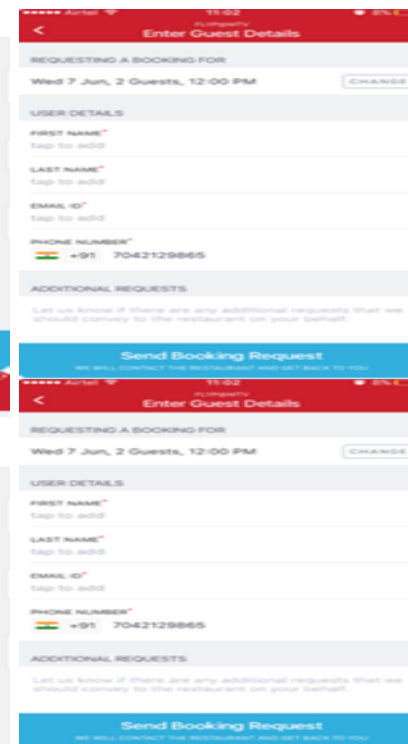 Airtel 11:02 8%
Enter Guest Details
REQUESTING A BOOKING FOR
Wed 7 Jun, 2 Guests, 12:00 PM CHANGE
USER DETAILS
FIRST NAME*
tap to add
LAST NAME*
tap to add
EMAIL ID*
tap to add
PHONE NUMBER*
+91 7042129865
ADDITIONAL REQUESTS
Let us know if there are any additional requests that we
should convey to the restaurant on your behalf.
Send Booking Request
WE WILL CONTACT THE RESTAURANT AND GET BACK TO YOU
Airtel 11:02 8%
Enter Guest Details
REQUESTING A BOOKING FOR
Wed 7 Jun, 2 Guests, 12:00 PM CHANGE
USER DETAILS
FIRST NAME*
tap to add
LAST NAME*
tap to add
EMAIL ID*
tap to add
PHONE NUMBER*
+91 7042129865
ADDITIONAL REQUESTS
Let us know if there are any additional requests that we
should convey to the restaurant on your behalf.
Send Booking Request
WE WILL CONTACT THE RESTAURANT AND GET BACK TO YOU